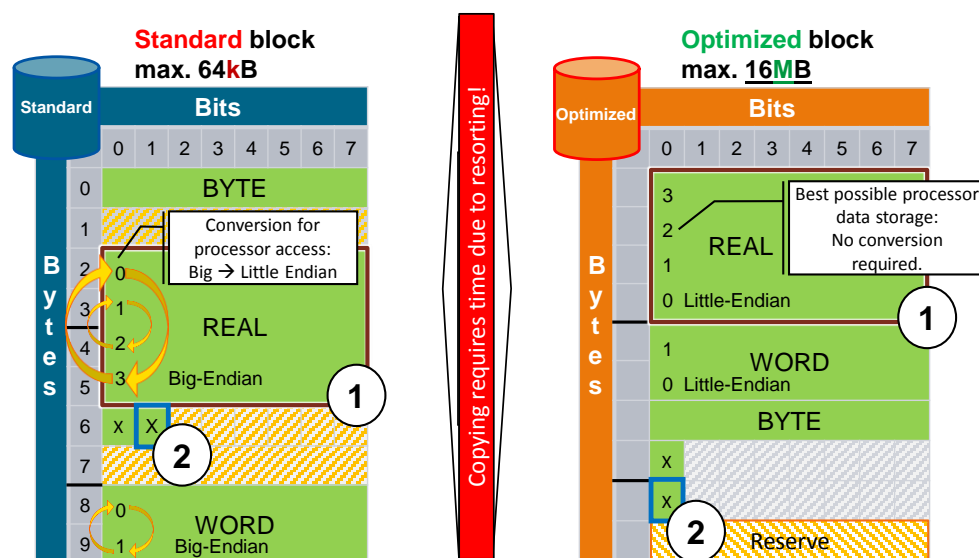 Standard block
max. 64kB
Standard
Bits
0 1 2 3 4 5 6 7
Bytes
0
BYTE
1
Conversion for
processor access:
Big → Little Endian
2
0
3
1
REAL
4
2
5
3
Big-Endian
1
6
x
X
2
7
8
0
WORD
9
1
Big-Endian
Copying requires time due to resorting!
Optimized block
max. 16MB
Optimized
Bits
0 1 2 3 4 5 6 7
Bytes
3
Best possible processor
data storage:
No conversion
required.
2
REAL
1
0 Little-Endian
1
1
WORD
0 Little-Endian
BYTE
x
x
2
Reserve